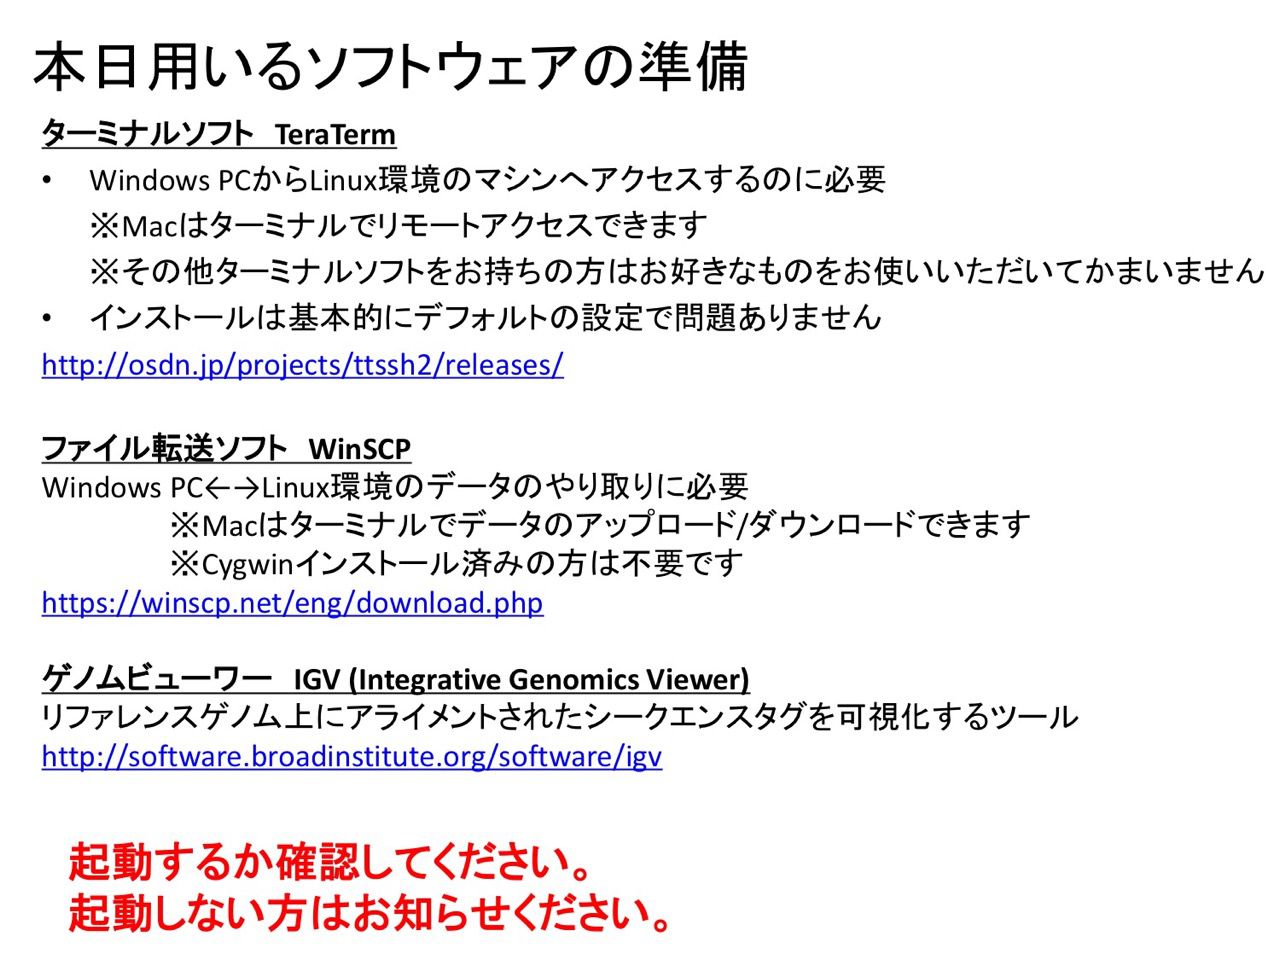 本日用いるソフトウェアの準備
ターミナルソフト　TeraTerm
• Windows PCからLinux環境のマシンへアクセスするのに必要
※Macはターミナルでリモートアクセスできます
※その他ターミナルソフトをお持ちの方はお好きなものをお使いいただいてかまいません
• インストールは基本的にデフォルトの設定で問題ありません
http://osdn.jp/projects/ttssh2/releases/
ファイル転送ソフト　WinSCP
Windows PC←→Linux環境のデータのやり取りに必要
※Macはターミナルでデータのアップロード/ダウンロードできます
※Cygwinインストール済みの方は不要です
https://winscp.net/eng/download.php
ゲノムビューワー　IGV (Integrative Genomics Viewer)
リファレンスゲノム上にアライメントされたシークエンスタグを可視化するツール
http://software.broadinstitute.org/software/igv
起動するか確認してください。
起動しない方はお知らせください。